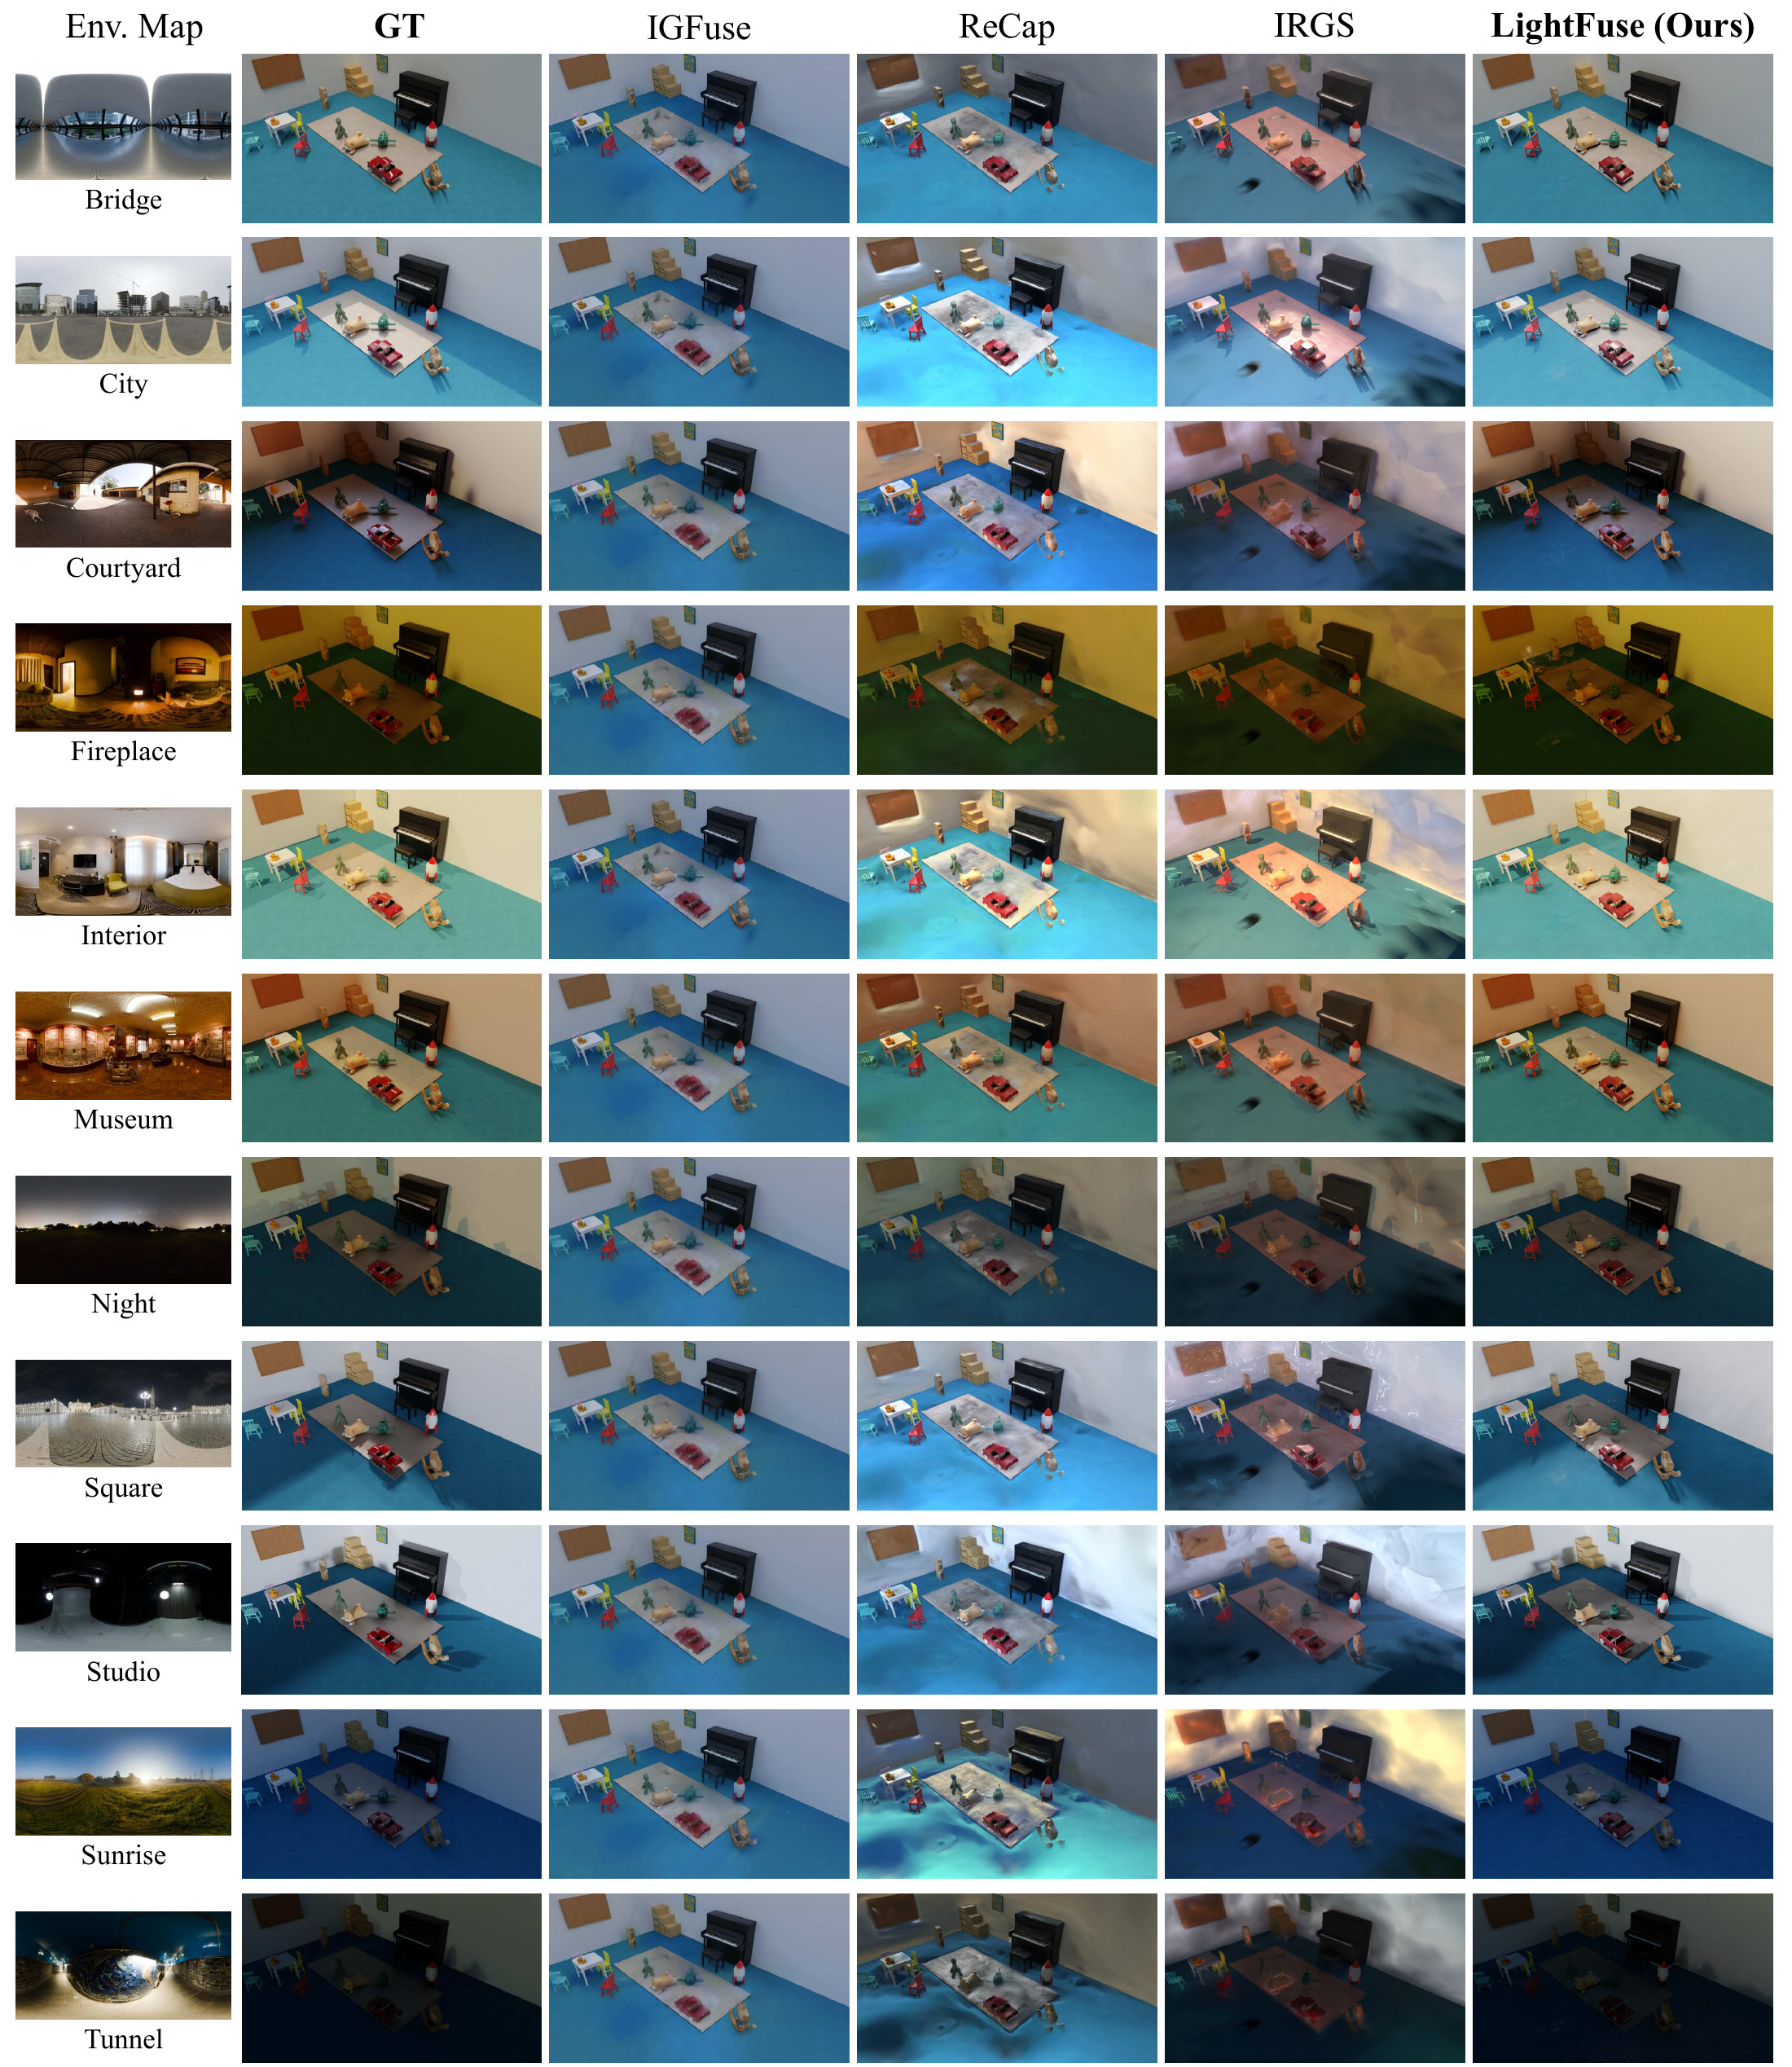 Env. Map GT IGFuse ReCap IRGS LightFuse (Ours)
Bridge
City
Courtyard
Fireplace
Interior
Museum
Night
Square
Studio
Sunrise
Tunnel